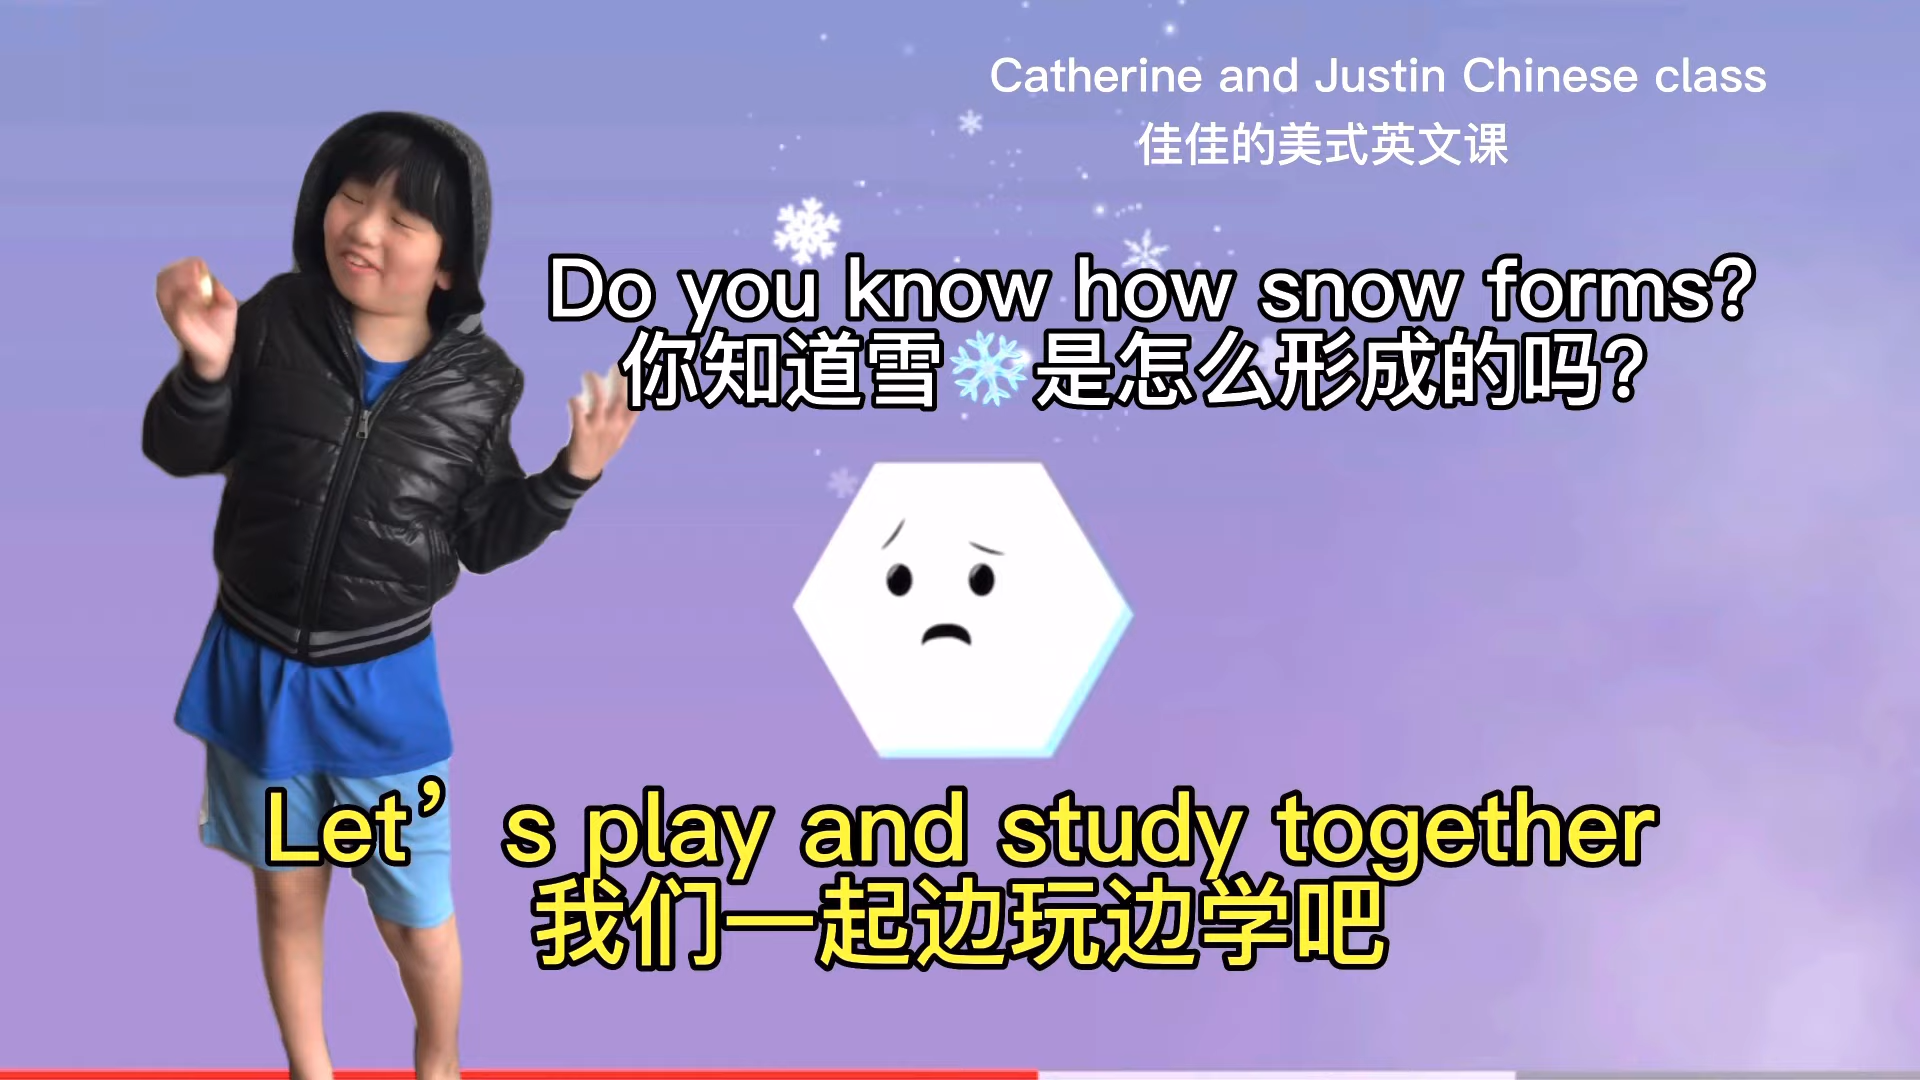 Catherine and Justin Chinese class
佳佳的美式英文课
Do you know how snow forms?
你知道雪❄️是怎么形成的吗？
Let’s play and study together
我们一起边玩边学吧